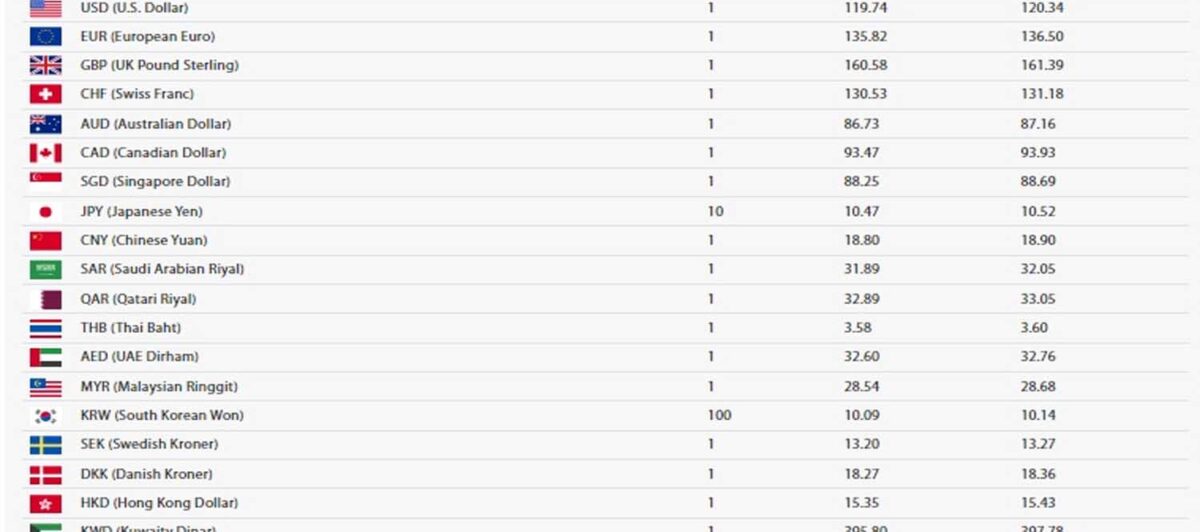 USD (U.S. Dollar) 1 119.74 120.34
EUR (European Euro) 1 135.82 136.50
GBP (UK Pound Sterling) 1 160.58 161.39
CHF (Swiss Franc) 1 130.53 131.18
AUD (Australian Dollar) 1 86.73 87.16
CAD (Canadian Dollar) 1 93.47 93.93
SGD (Singapore Dollar) 1 88.25 88.69
JPY (Japanese Yen) 10 10.47 10.52
CNY (Chinese Yuan) 1 18.80 18.90
SAR (Saudi Arabian Riyal) 1 31.89 32.05
QAR (Qatari Riyal) 1 32.89 33.05
THB (Thai Baht) 1 3.58 3.60
AED (UAE Dirham) 1 32.60 32.76
MYR (Malaysian Ringgit) 1 28.54 28.68
KRW (South Korean Won) 100 10.09 10.14
SEK (Swedish Kroner) 1 13.20 13.27
DKK (Danish Kroner) 1 18.27 18.36
HKD (Hong Kong Dollar) 1 15.35 15.43
KWD (Kuwaity Dinar) 1 395.80 397.78